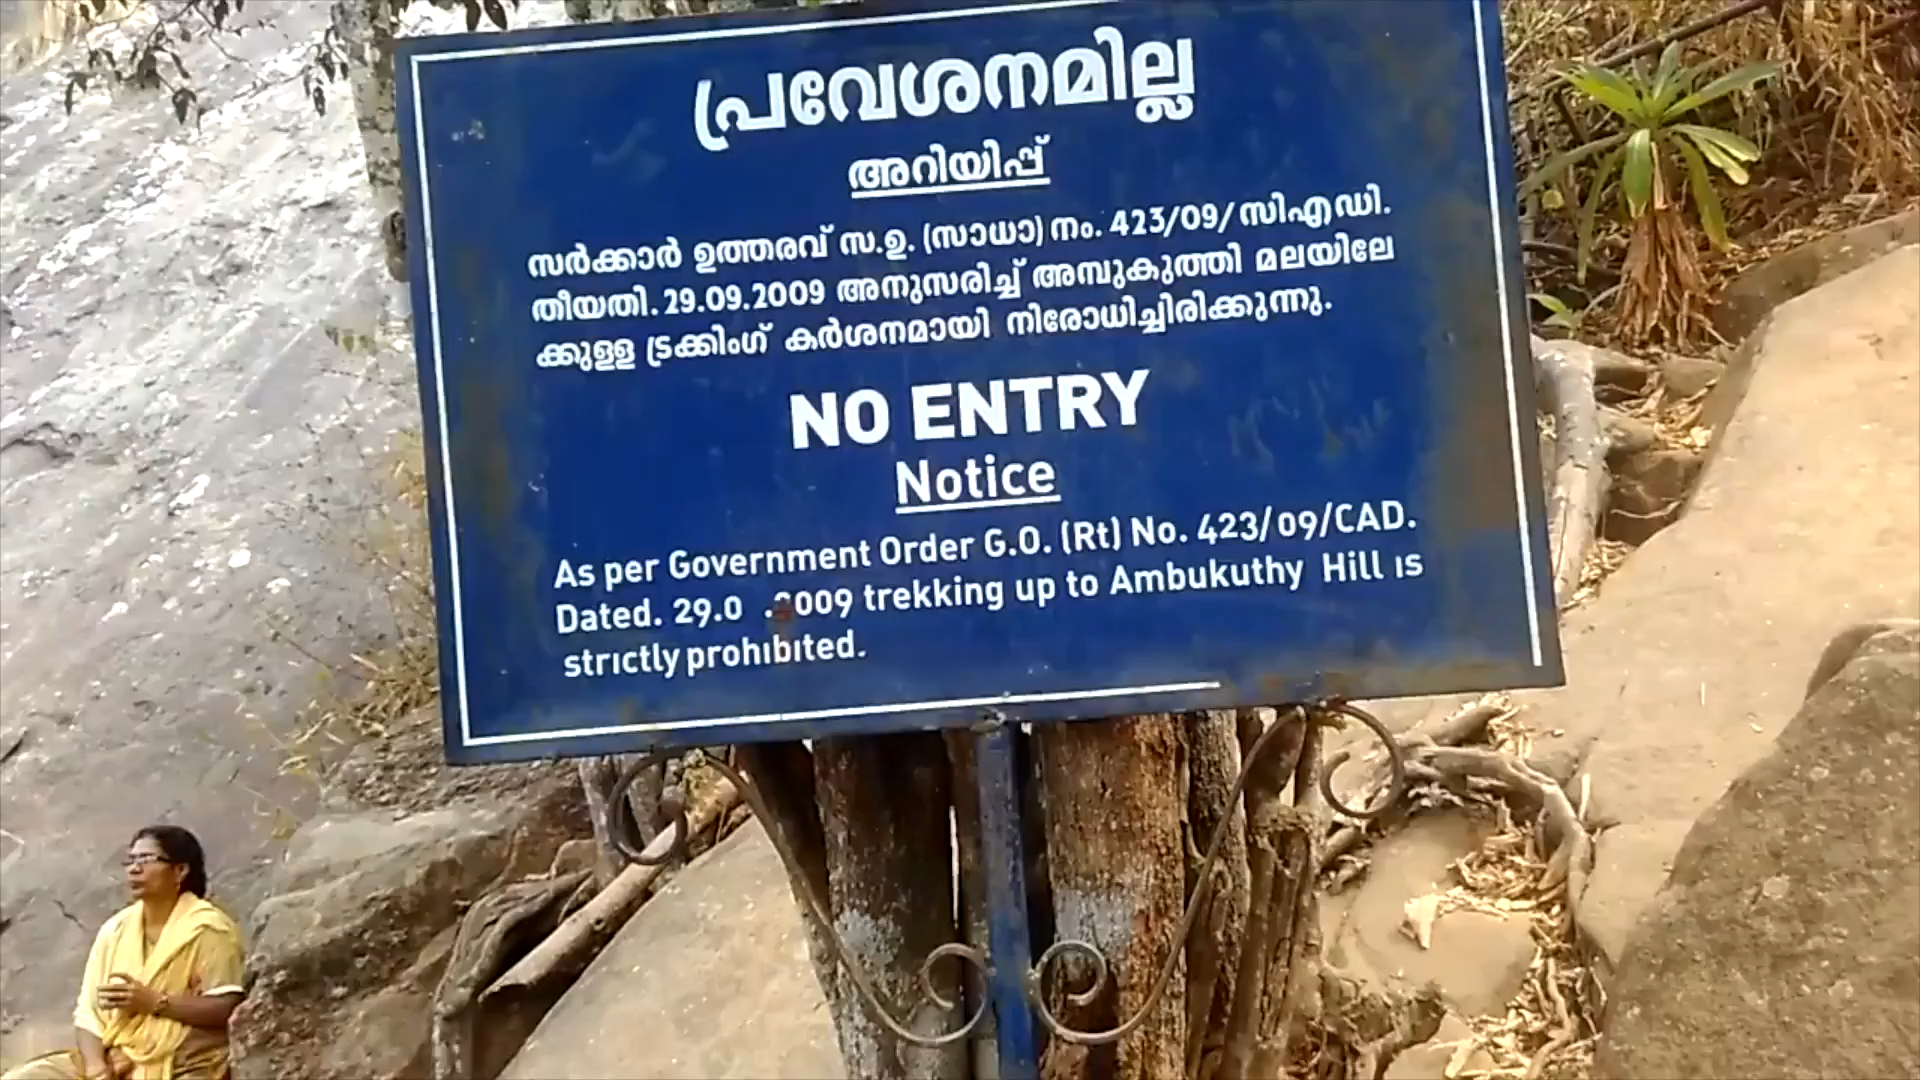 പ്രവേശനമില്ല
അറിയിപ്പ്
സർക്കാർ ഉത്തരവ് സ.ഉ. (സാധാ) നം. 423/09/സിഎഡി.
തീയതി. 29.09.2009 അനുസരിച്ച് അമ്പുകുത്തി മലയിലേ
ക്കുള്ള ട്രക്കിംഗ് കർശനമായി നിരോധിച്ചിരിക്കുന്നു.
NO ENTRY
Notice
As per Government Order G.O. (Rt) No. 423/09/CAD.
Dated. 29.0 .2009 trekking up to Ambukuthy Hill is
strictly prohibited.